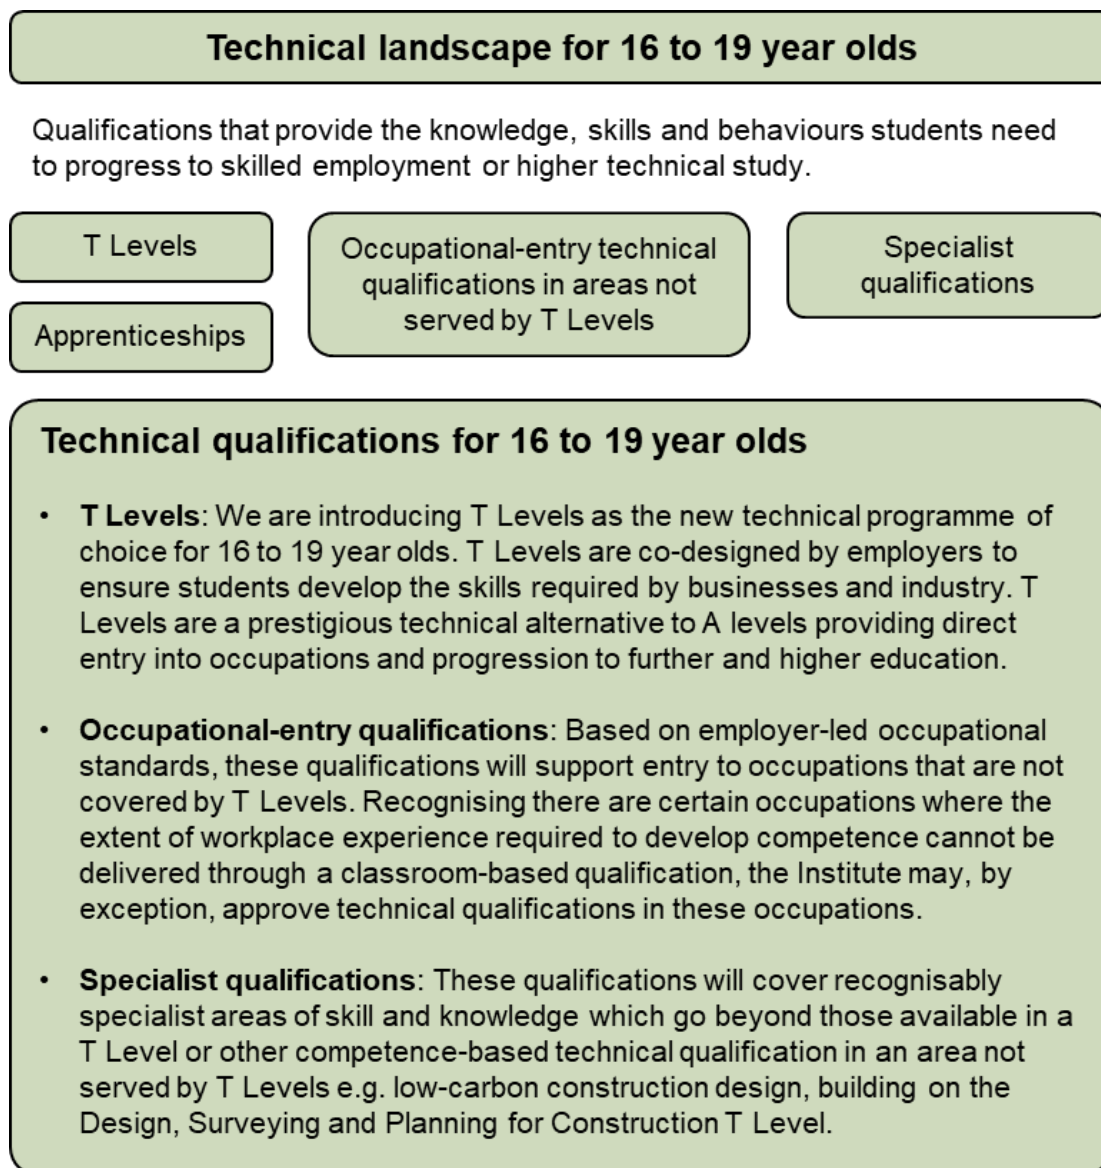 Technical landscape for 16 to 19 year olds
Qualifications that provide the knowledge, skills and behaviours students need
to progress to skilled employment or higher technical study.
T Levels
Apprenticeships
Occupational-entry technical
qualifications in areas not
served by T Levels
Specialist
qualifications
Technical qualifications for 16 to 19 year olds
• T Levels: We are introducing T Levels as the new technical programme of
choice for 16 to 19 year olds. T Levels are co-designed by employers to
ensure students develop the skills required by businesses and industry. T
Levels are a prestigious technical alternative to A levels providing direct
entry into occupations and progression to further and higher education.
• Occupational-entry qualifications: Based on employer-led occupational
standards, these qualifications will support entry to occupations that are not
covered by T Levels. Recognising there are certain occupations where the
extent of workplace experience required to develop competence cannot be
delivered through a classroom-based qualification, the Institute may, by
exception, approve technical qualifications in these occupations.
• Specialist qualifications: These qualifications will cover recognisably
specialist areas of skill and knowledge which go beyond those available in a
T Level or other competence-based technical qualification in an area not
served by T Levels e.g. low-carbon construction design, building on the
Design, Surveying and Planning for Construction T Level.